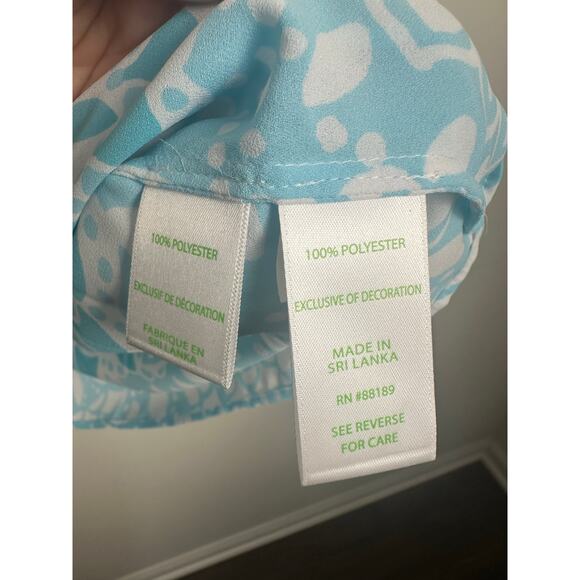 100% POLYESTER
EXCLUSIF DE DÉCORATION
FABRIQUE EN
SRI LANKA
100% POLYESTER
EXCLUSIVE OF DECORATION
MADE IN
SRI LANKA
RN #88189
SEE REVERSE
FOR CARE